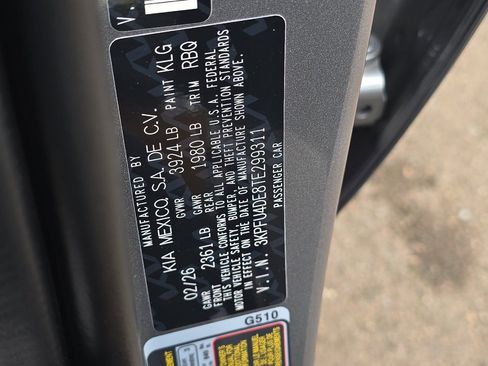 V.
MANUFACTURED BY
KIA MEXICO, S.A. DE C.V.
GVWR 3924 LB PAINT KLG
02/26
GAWR FRONT 2361 LB GAWR REAR 1980 LB TRIM RBQ
THIS VEHICLE CONFORMS TO ALL APPLICABLE U.S.A. FEDERAL
MOTOR VEHICLE SAFETY, BUMPER, AND THEFT PREVENTION STANDARDS
IN EFFECT ON THE DATE OF MANUFACTURE SHOWN ABOVE.
V.I.N. 3KPFU4DE8TE299311
PASSENGER CAR
G510